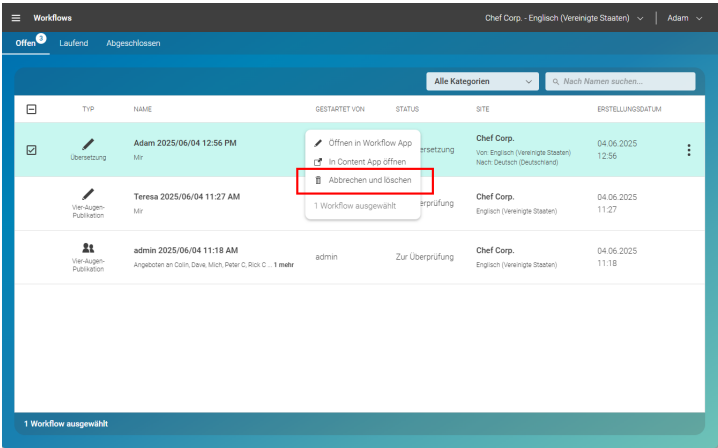 Workflows
Chef Corp. - Englisch (Vereinigte Staaten)
Adam
Offen 3
Laufend
Abgeschlossen
Alle Kategorien
Nach Namen suchen...
TYP
NAME
GESTARTET VON
STATUS
SITE
ERSTELLUNGSDATUM
Übersetzung
Adam 2025/06/04 12:56 PM
Mir
Chef Corp.
Von: Englisch (Vereinigte Staaten)
Nach: Deutsch (Deutschland)
04.06.2025
12:56
Öffnen in Workflow App
In Content App öffnen
Abbrechen und löschen
1 Workflow ausgewählt
Vier-Augen-
Publikation
Teresa 2025/06/04 11:27 AM
Mir
Chef Corp.
Englisch (Vereinigte Staaten)
04.06.2025
11:27
Vier-Augen-
Publikation
admin 2025/06/04 11:18 AM
Angeboten an Colin, Dave, Mich, Peter C, Rick C ... 1 mehr
admin
Zur Überprüfung
Chef Corp.
Englisch (Vereinigte Staaten)
04.06.2025
11:18
1 Workflow ausgewählt